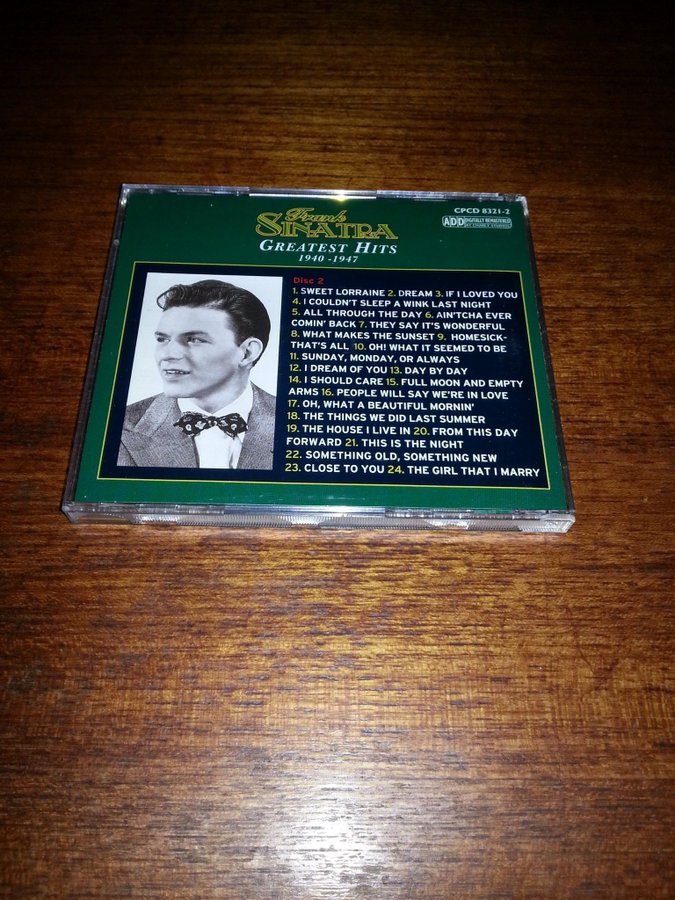 CPCD 8321-2
Frank
SINATRA
ADD DIGITALLY REMASTERED
GREATEST HITS
1940 -1947
Disc 2
1. SWEET LORRAINE 2. DREAM 3. IF I LOVED YOU
4. I COULDN'T SLEEP A WINK LAST NIGHT
5. ALL THROUGH THE DAY 6. AIN'TCHA EVER
COMIN' BACK 7. THEY SAY IT'S WONDERFUL
8. WHAT MAKES THE SUNSET 9. HOMESICK-
THAT'S ALL 10. OH! WHAT IT SEEMED TO BE
11. SUNDAY, MONDAY, OR ALWAYS
12. I DREAM OF YOU 13. DAY BY DAY
14. I SHOULD CARE 15. FULL MOON AND EMPTY
ARMS 16. PEOPLE WILL SAY WE'RE IN LOVE
17. OH, WHAT A BEAUTIFUL MORNIN'
18. THE THINGS WE DID LAST SUMMER
19. THE HOUSE I LIVE IN 20. FROM THIS DAY
FORWARD 21. THIS IS THE NIGHT
22. SOMETHING OLD, SOMETHING NEW
23. CLOSE TO YOU 24. THE GIRL THAT I MARRY